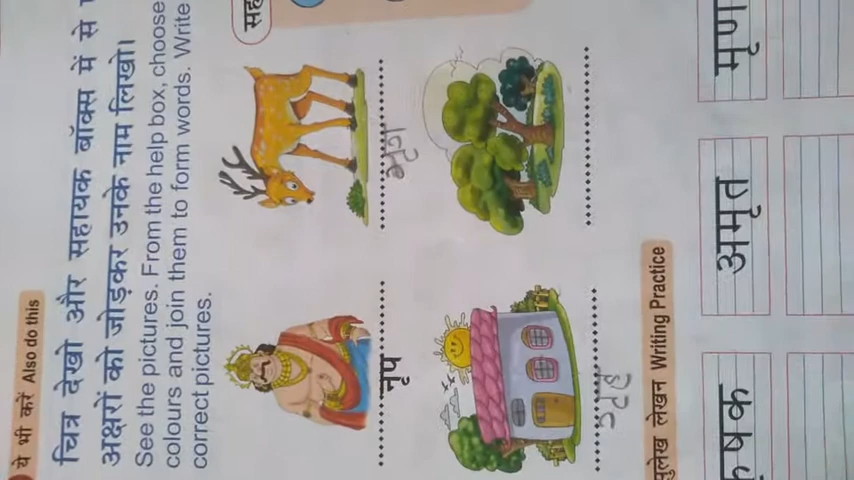 ये भी करें Also do this
चित्र देखो और सहायक बॉक्स में से
अक्षरों को जोड़कर उनके नाम लिखो।
See the pictures. From the help box, choose
colours and join them to form words. Write
correct pictures.
नृप
मृग
सुलेख लेखन Writing Practice
अमृत